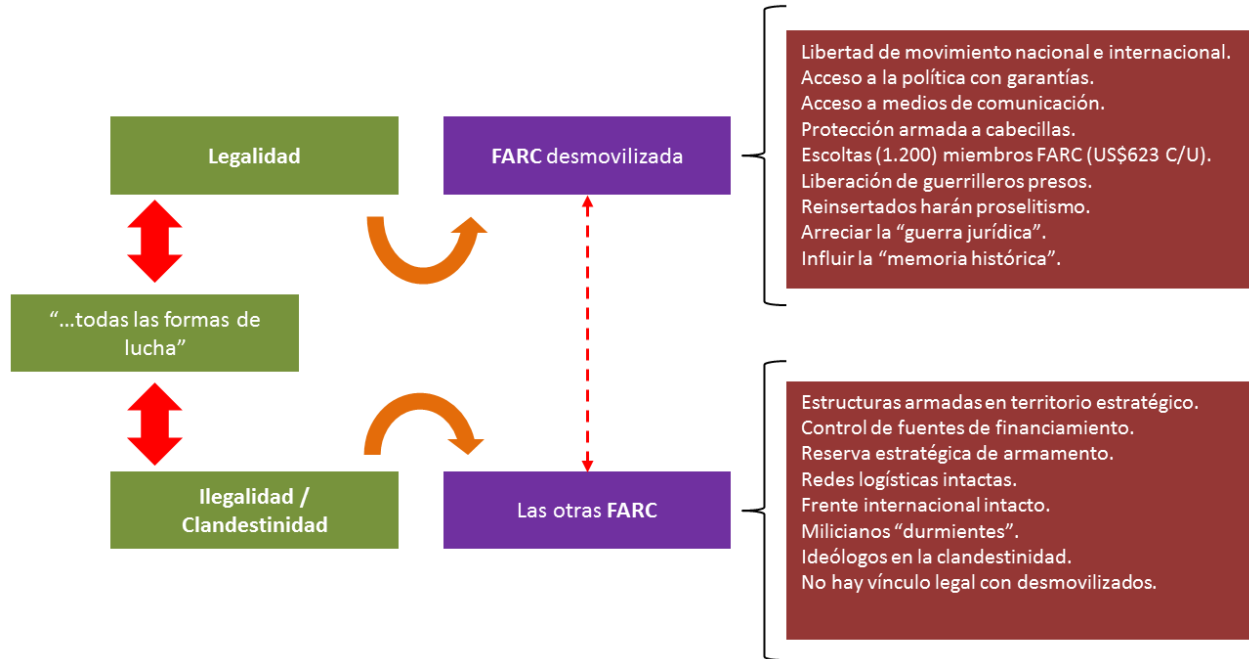 Legalidad
FARC desmovilizada
Libertad de movimiento nacional e internacional.
Acceso a la política con garantías.
Acceso a medios de comunicación.
Protección armada a cabecillas.
Escoltas (1.200) miembros FARC (US$623 C/U).
Liberación de guerrilleros presos.
Reinsertados harán proselitismo.
Arreciar la “guerra jurídica”.
Influir la “memoria histórica”.
“...todas las formas de
lucha”
Ilegalidad /
Clandestinidad
Las otras FARC
Estructuras armadas en territorio estratégico.
Control de fuentes de financiamiento.
Reserva estratégica de armamento.
Redes logísticas intactas.
Frente internacional intacto.
Milicianos “durmientes”.
Ideólogos en la clandestinidad.
No hay vínculo legal con desmovilizados.